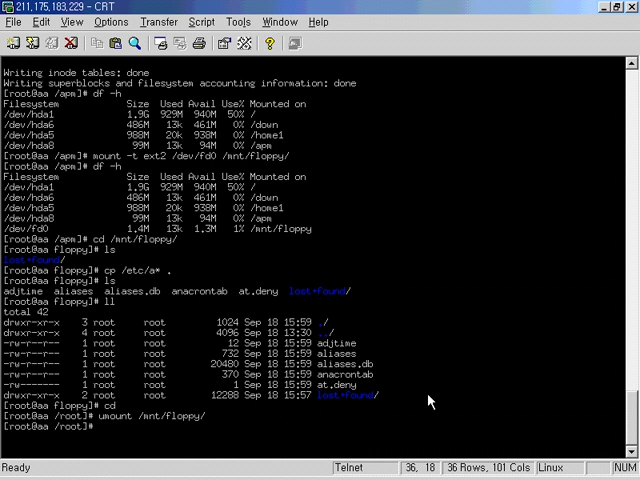 211,175,183,229 - CRT
File Edit View Options Transfer Script Tools Window Help
Writing inode tables: done
Writing superblocks and filesystem accounting information: done
[root@aa /apm]# df -h
Filesystem Size Used Avail Use% Mounted on
/dev/hda1 1.9G 929M 940M 50% /
/dev/hda6 486M 13k 461M 0% /down
/dev/hda5 988M 20k 938M 0% /home1
/dev/hda8 99M 13k 94M 0% /apm
[root@aa /apm]# mount -t ext2 /dev/fd0 /mnt/floppy/
[root@aa /apm]# df -h
Filesystem Size Used Avail Use% Mounted on
/dev/hda1 1.9G 929M 940M 50% /
/dev/hda6 486M 13k 461M 0% /down
/dev/hda5 988M 20k 938M 0% /home1
/dev/hda8 99M 13k 94M 0% /apm
/dev/fd0 1.4M 13k 1.3M 1% /mnt/floppy
[root@aa /apm]# cd /mnt/floppy/
[root@aa floppy]# ls
lost+found/
[root@aa floppy]# cp /etc/a* .
[root@aa floppy]# ls
adjtime aliases aliases.db anacrontab at.deny lost+found/
[root@aa floppy]# ll
total 42
drwxr-xr-x 3 root root 1024 Sep 18 15:59 ./
drwxr-xr-x 4 root root 4096 Sep 18 13:30 ../
-rw-r--r-- 1 root root 12 Sep 18 15:59 adjtime
-rw-r--r-- 1 root root 732 Sep 18 15:59 aliases
-rw-r--r-- 1 root root 20480 Sep 18 15:59 aliases.db
-rw-r--r-- 1 root root 370 Sep 18 15:59 anacrontab
-rw------- 1 root root 1 Sep 18 15:59 at.deny
drwxr-xr-x 2 root root 12288 Sep 18 15:57 lost+found/
[root@aa floppy]# cd
[root@aa /root]# umount /mnt/floppy/
[root@aa /root]#
Ready Telnet 36, 18 36 Rows, 101 Cols Linux NUM